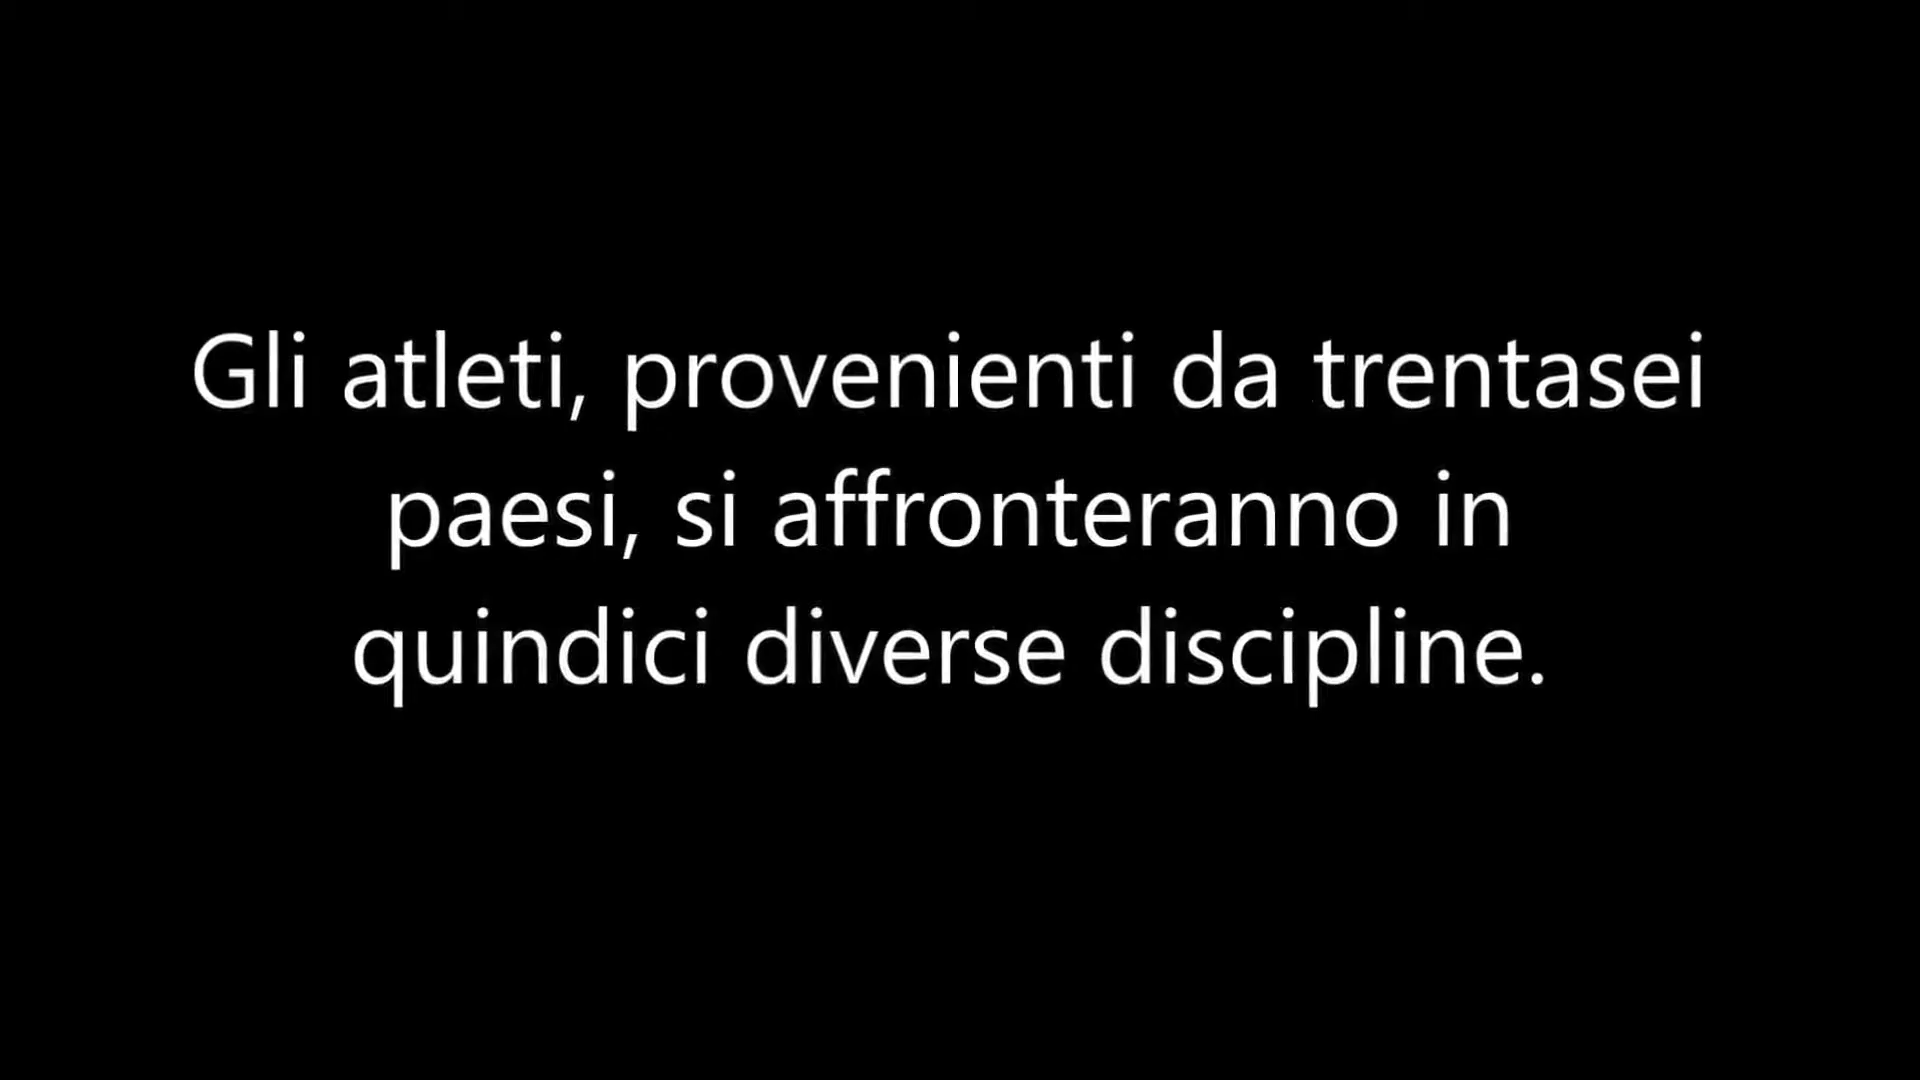 Gli atleti, provenienti da trentasei
paesi, si affronteranno in
quindici diverse discipline.